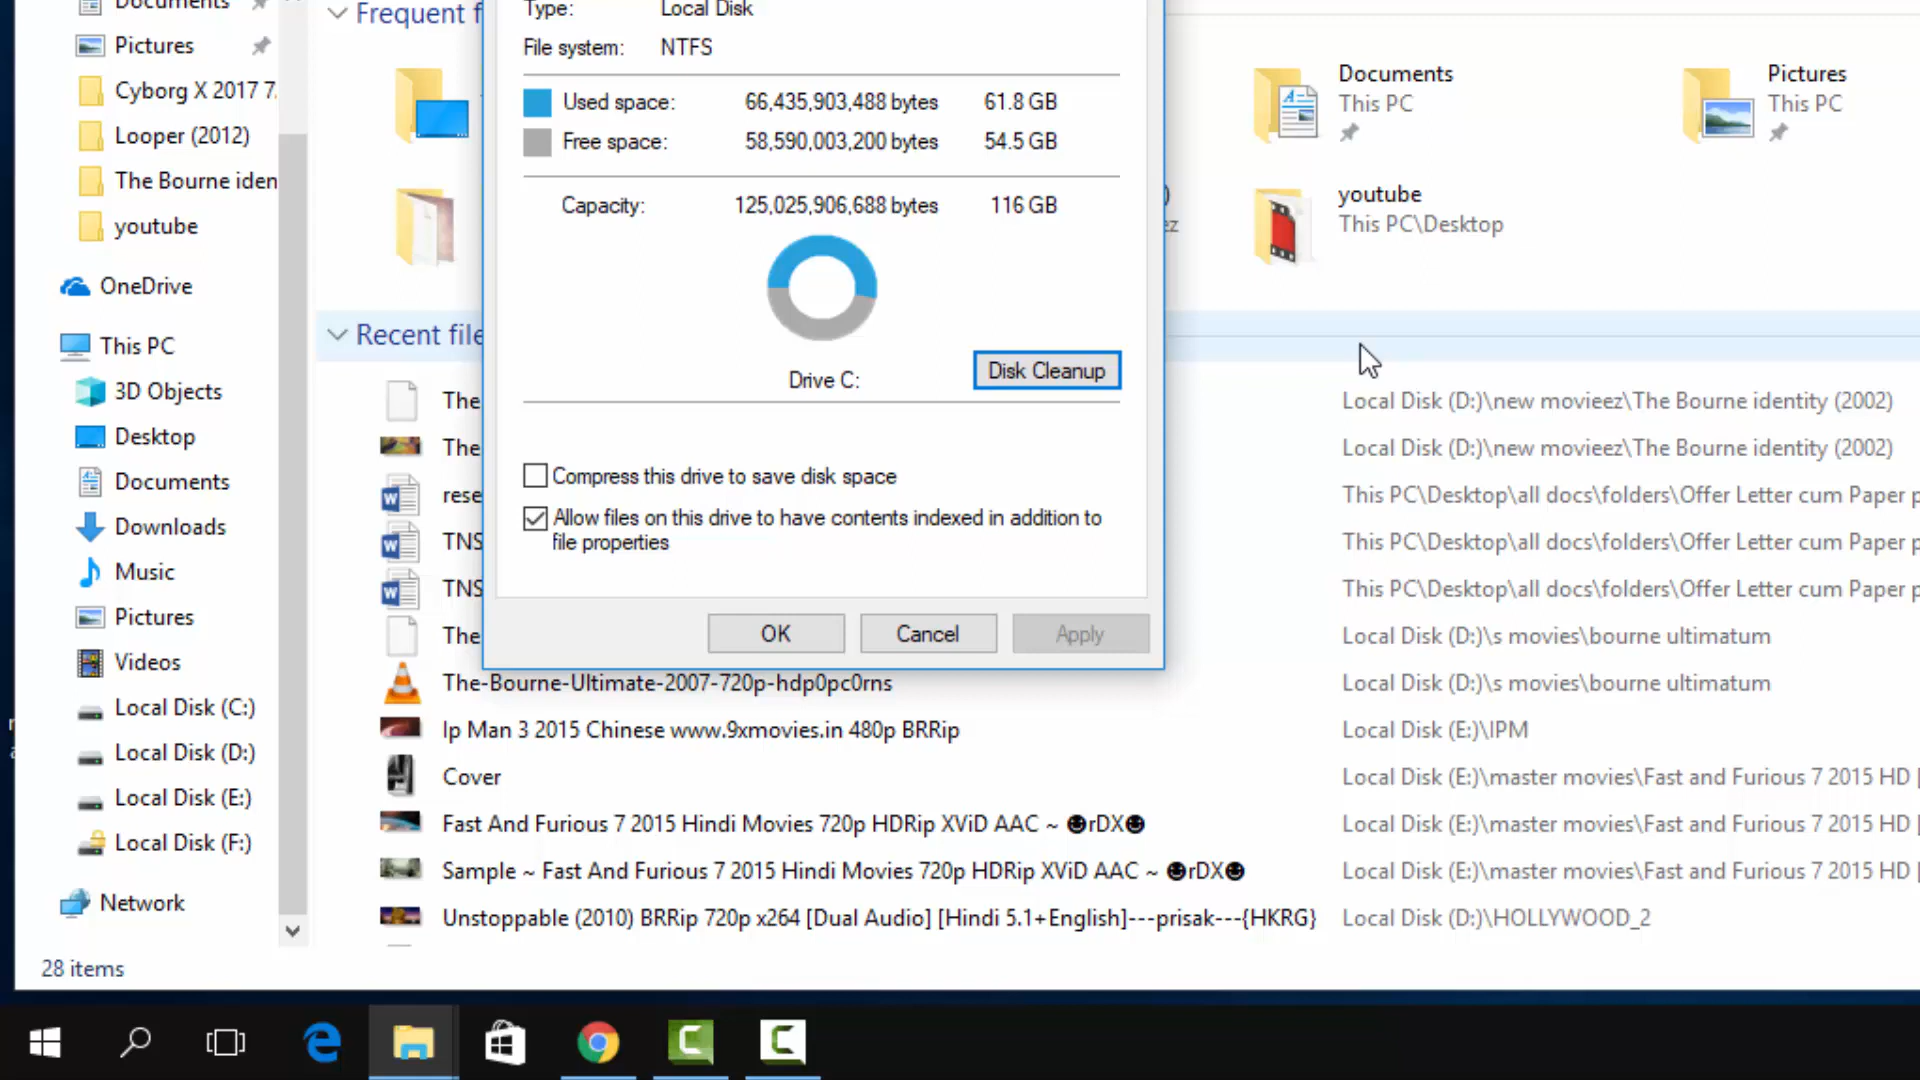 Documents
Pictures
Cyborg X 2017 7
Looper (2012)
The Bourne iden
youtube
OneDrive
This PC
3D Objects
Desktop
Documents
Downloads
Music
Pictures
Videos
Local Disk (C:)
Local Disk (D:)
Local Disk (E:)
Local Disk (F:)
Network
28 items
Frequent f
Documents
This PC
Pictures
This PC
youtube
This PC\Desktop
Type: Local Disk
File system: NTFS
Used space: 66,435,903,488 bytes 61.8 GB
Free space: 58,590,003,200 bytes 54.5 GB
Capacity: 125,025,906,688 bytes 116 GB
Drive C:
Disk Cleanup
Compress this drive to save disk space
Allow files on this drive to have contents indexed in addition to
file properties
OK Cancel Apply
Recent file
The Local Disk (D:)\new movieez\The Bourne identity (2002)
The Local Disk (D:)\new movieez\The Bourne identity (2002)
rese This PC\Desktop\all docs\folders\Offer Letter cum Paper p
TNS This PC\Desktop\all docs\folders\Offer Letter cum Paper p
TNS This PC\Desktop\all docs\folders\Offer Letter cum Paper p
The Local Disk (D:)\s movies\bourne ultimatum
The-Bourne-Ultimate-2007-720p-hdp0pc0rns Local Disk (D:)\s movies\bourne ultimatum
Ip Man 3 2015 Chinese www.9xmovies.in 480p BRRip Local Disk (E:)\IPM
Cover Local Disk (E:)\master movies\Fast and Furious 7 2015 HD [
Fast And Furious 7 2015 Hindi Movies 720p HDRip XViD AAC ~ ☻rDX☻ Local Disk (E:)\master movies\Fast and Furious 7 2015 HD [
Sample ~ Fast And Furious 7 2015 Hindi Movies 720p HDRip XViD AAC ~ ☻rDX☻ Local Disk (E:)\master movies\Fast and Furious 7 2015 HD [
Unstoppable (2010) BRRip 720p x264 [Dual Audio] [Hindi 5.1+English]---prisak---{HKRG} Local Disk (D:)\HOLLYWOOD_2